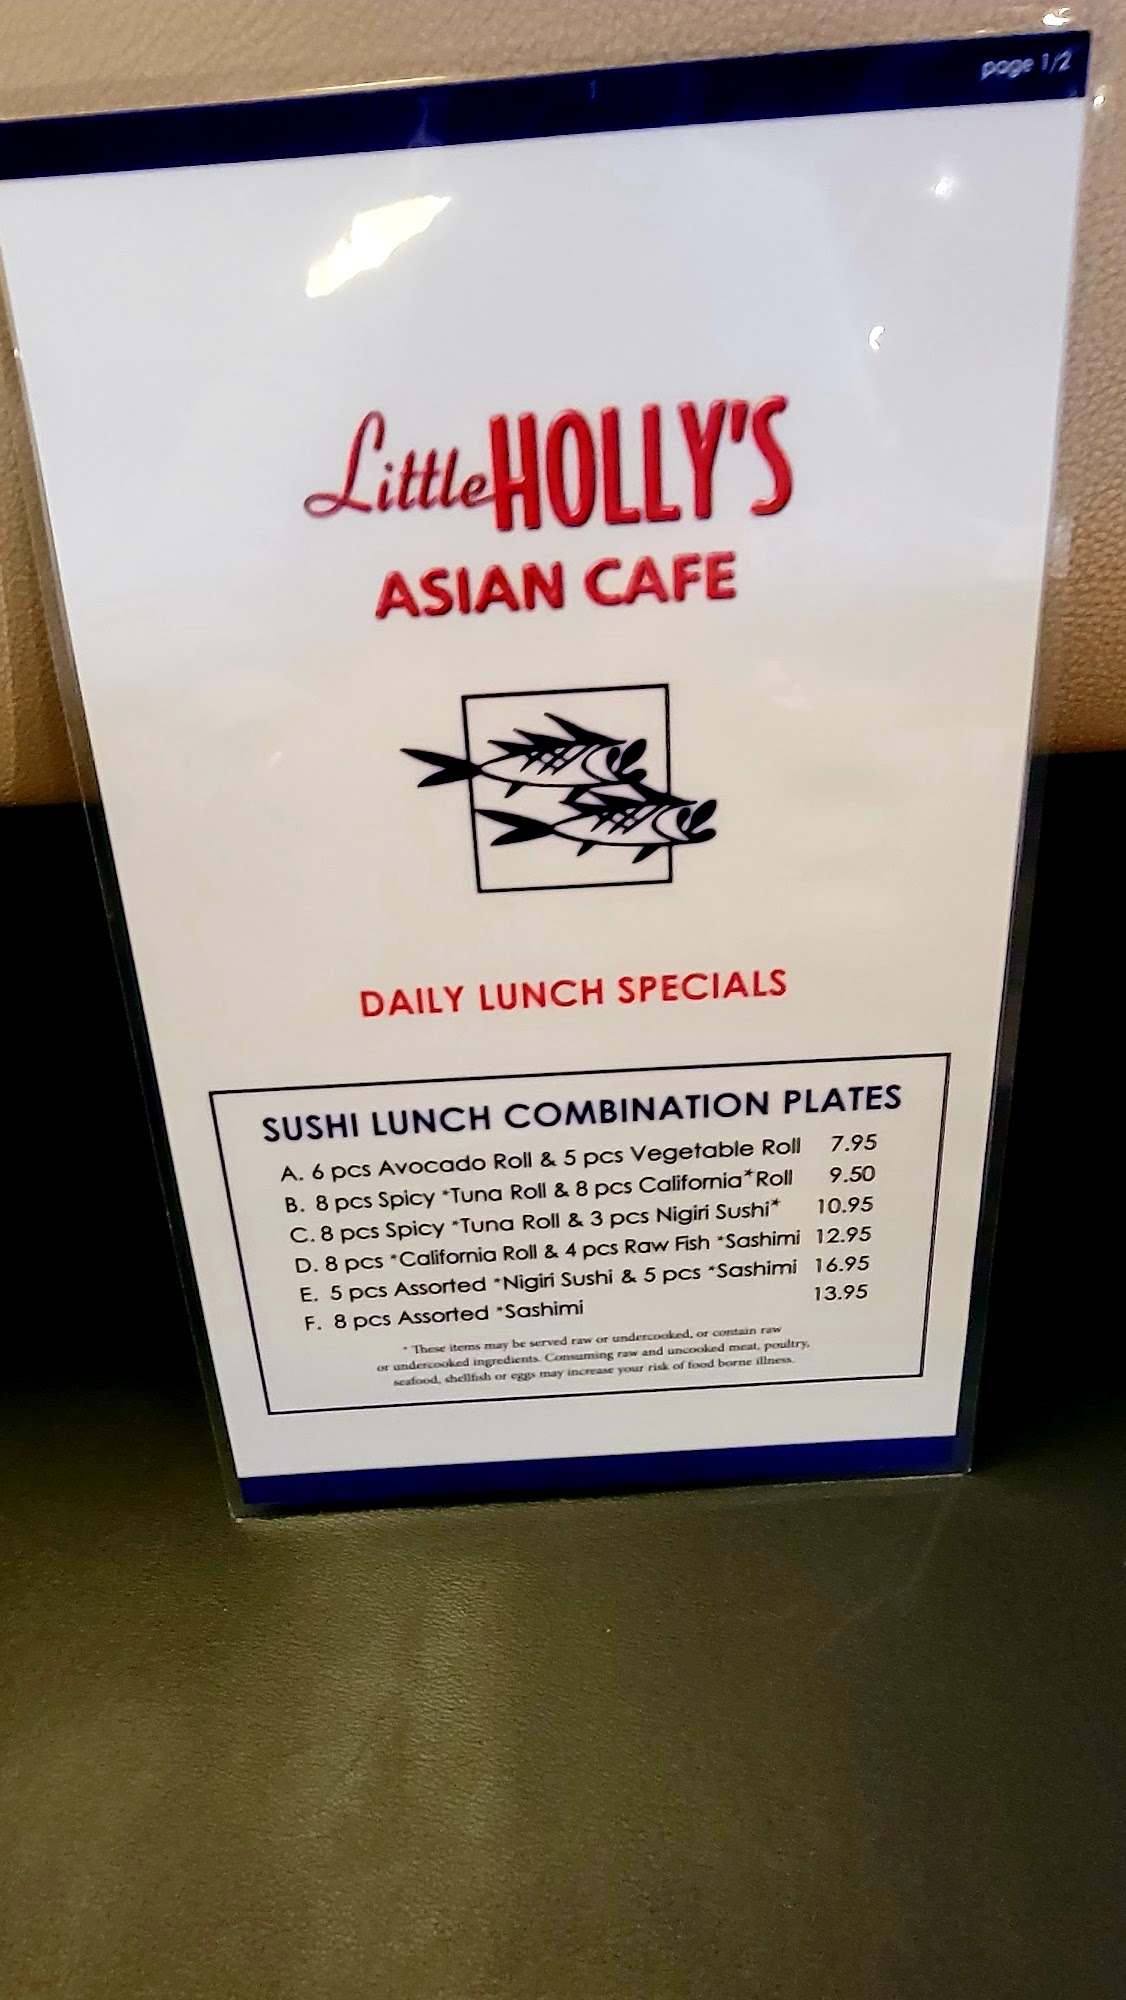 page 1/2
Little HOLLY'S
ASIAN CAFE
DAILY LUNCH SPECIALS
SUSHI LUNCH COMBINATION PLATES
A. 6 pcs Avocado Roll & 5 pcs Vegetable Roll 7.95
B. 8 pcs Spicy *Tuna Roll & 8 pcs California*Roll 9.50
C. 8 pcs Spicy *Tuna Roll & 3 pcs Nigiri Sushi* 10.95
D. 8 pcs *California Roll & 4 pcs Raw Fish *Sashimi 12.95
E. 5 pcs Assorted *Nigiri Sushi & 5 pcs *Sashimi 16.95
F. 8 pcs Assorted *Sashimi 13.95
* These items may be served raw or undercooked, or contain raw
or undercooked ingredients. Consuming raw and uncooked meat, poultry,
seafood, shellfish or eggs may increase your risk of food borne illness.